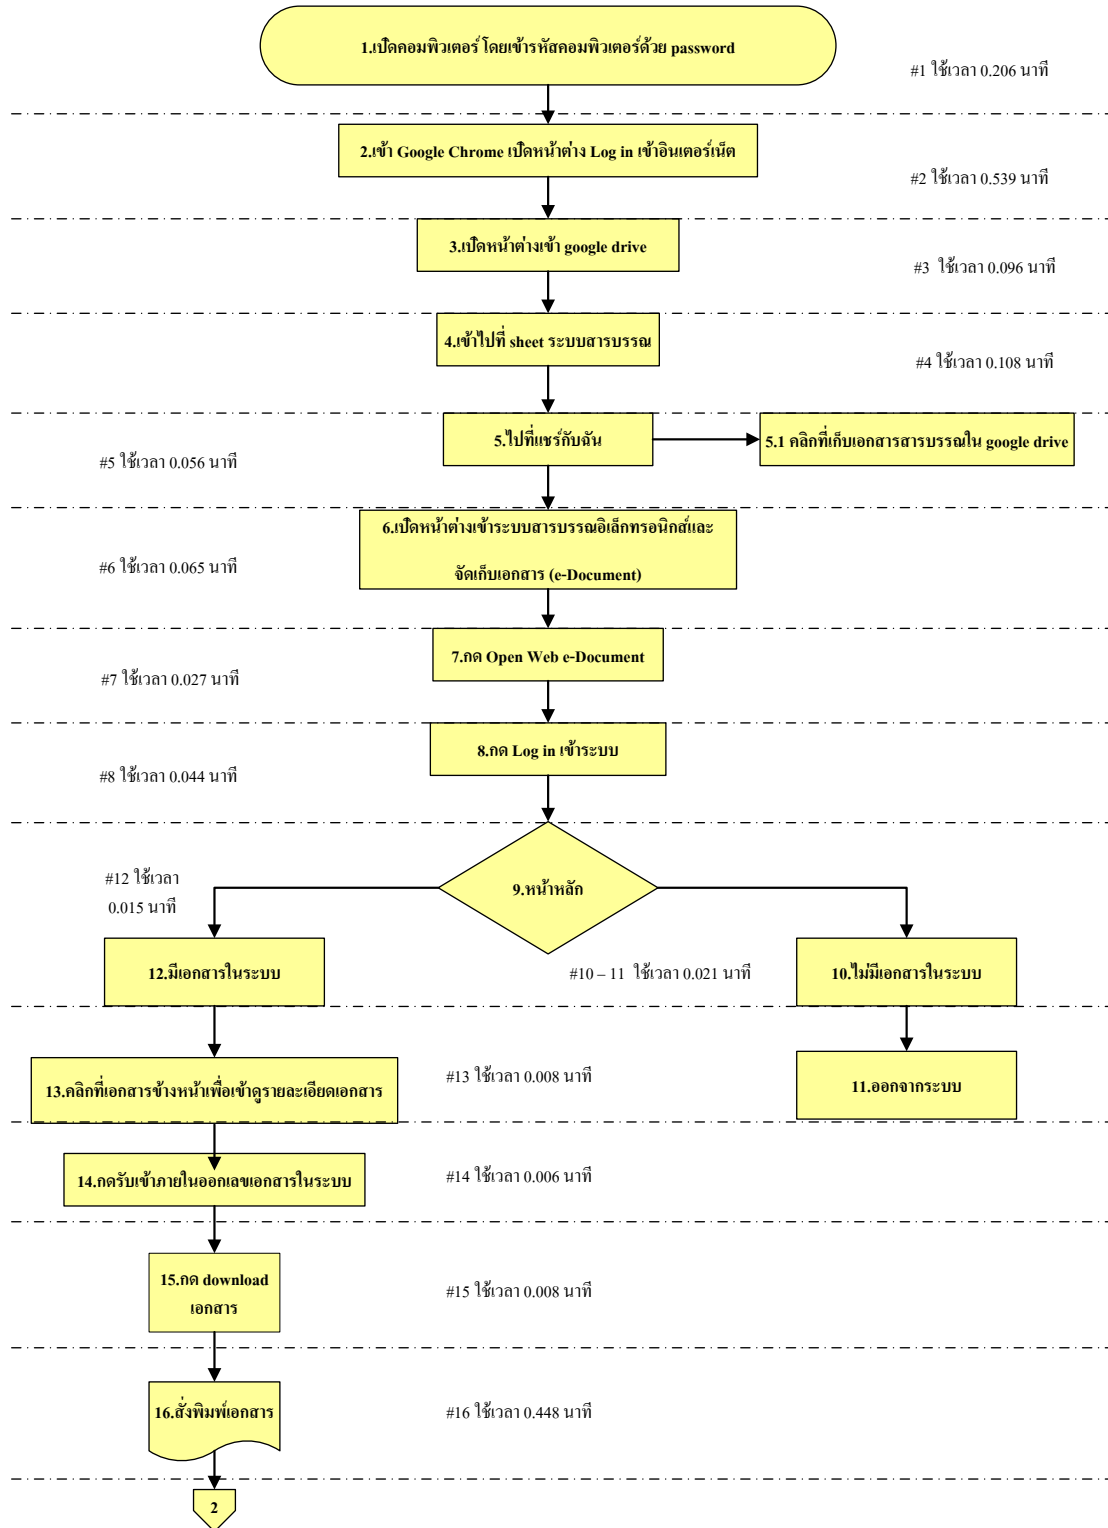 1.เปิดคอมพิวเตอร์ โดยเข้ารหัสคอมพิวเตอร์ด้วย password
#1 ใช้เวลา 0.206 นาที
2.เข้า Google Chrome เปิดหน้าต่าง Log in เข้าอินเตอร์เน็ต
#2 ใช้เวลา 0.539 นาที
3.เปิดหน้าต่างเข้า google drive
#3 ใช้เวลา 0.096 นาที
4.เข้าไปที่ sheet ระบบสารบรรณ
#4 ใช้เวลา 0.108 นาที
5.ไปที่แชร์กับฉัน
5.1 คลิกที่เก็บเอกสารสารบรรณใน google drive
#5 ใช้เวลา 0.056 นาที
6.เปิดหน้าต่างเข้าระบบสารบรรณอิเล็กทรอนิกส์และ
จัดเก็บเอกสาร (e-Document)
#6 ใช้เวลา 0.065 นาที
7.กด Open Web e-Document
#7 ใช้เวลา 0.027 นาที
8.กด Log in เข้าระบบ
#8 ใช้เวลา 0.044 นาที
9.หน้าหลัก
#12 ใช้เวลา
0.015 นาที
12.มีเอกสารในระบบ
#10 – 11 ใช้เวลา 0.021 นาที
10.ไม่มีเอกสารในระบบ
13.คลิกที่เอกสารข้างหน้าเพื่อเข้าดูรายละเอียดเอกสาร
#13 ใช้เวลา 0.008 นาที
11.ออกจากระบบ
14.กดรับเข้าภายในออกเลขเอกสารในระบบ
#14 ใช้เวลา 0.006 นาที
15.กด download
เอกสาร
#15 ใช้เวลา 0.008 นาที
16.สั่งพิมพ์เอกสาร
#16 ใช้เวลา 0.448 นาที
2